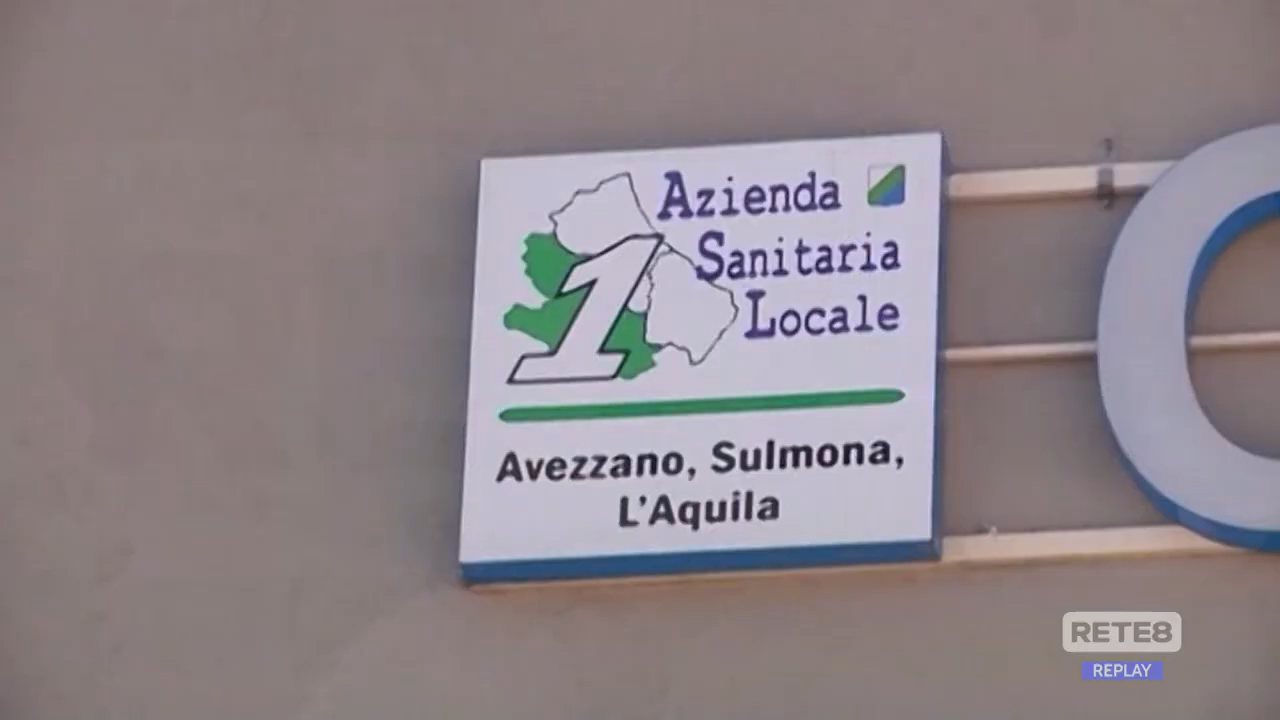 1
Azienda
Sanitaria
Locale
Avezzano, Sulmona,
L'Aquila
RETE8
REPLAY